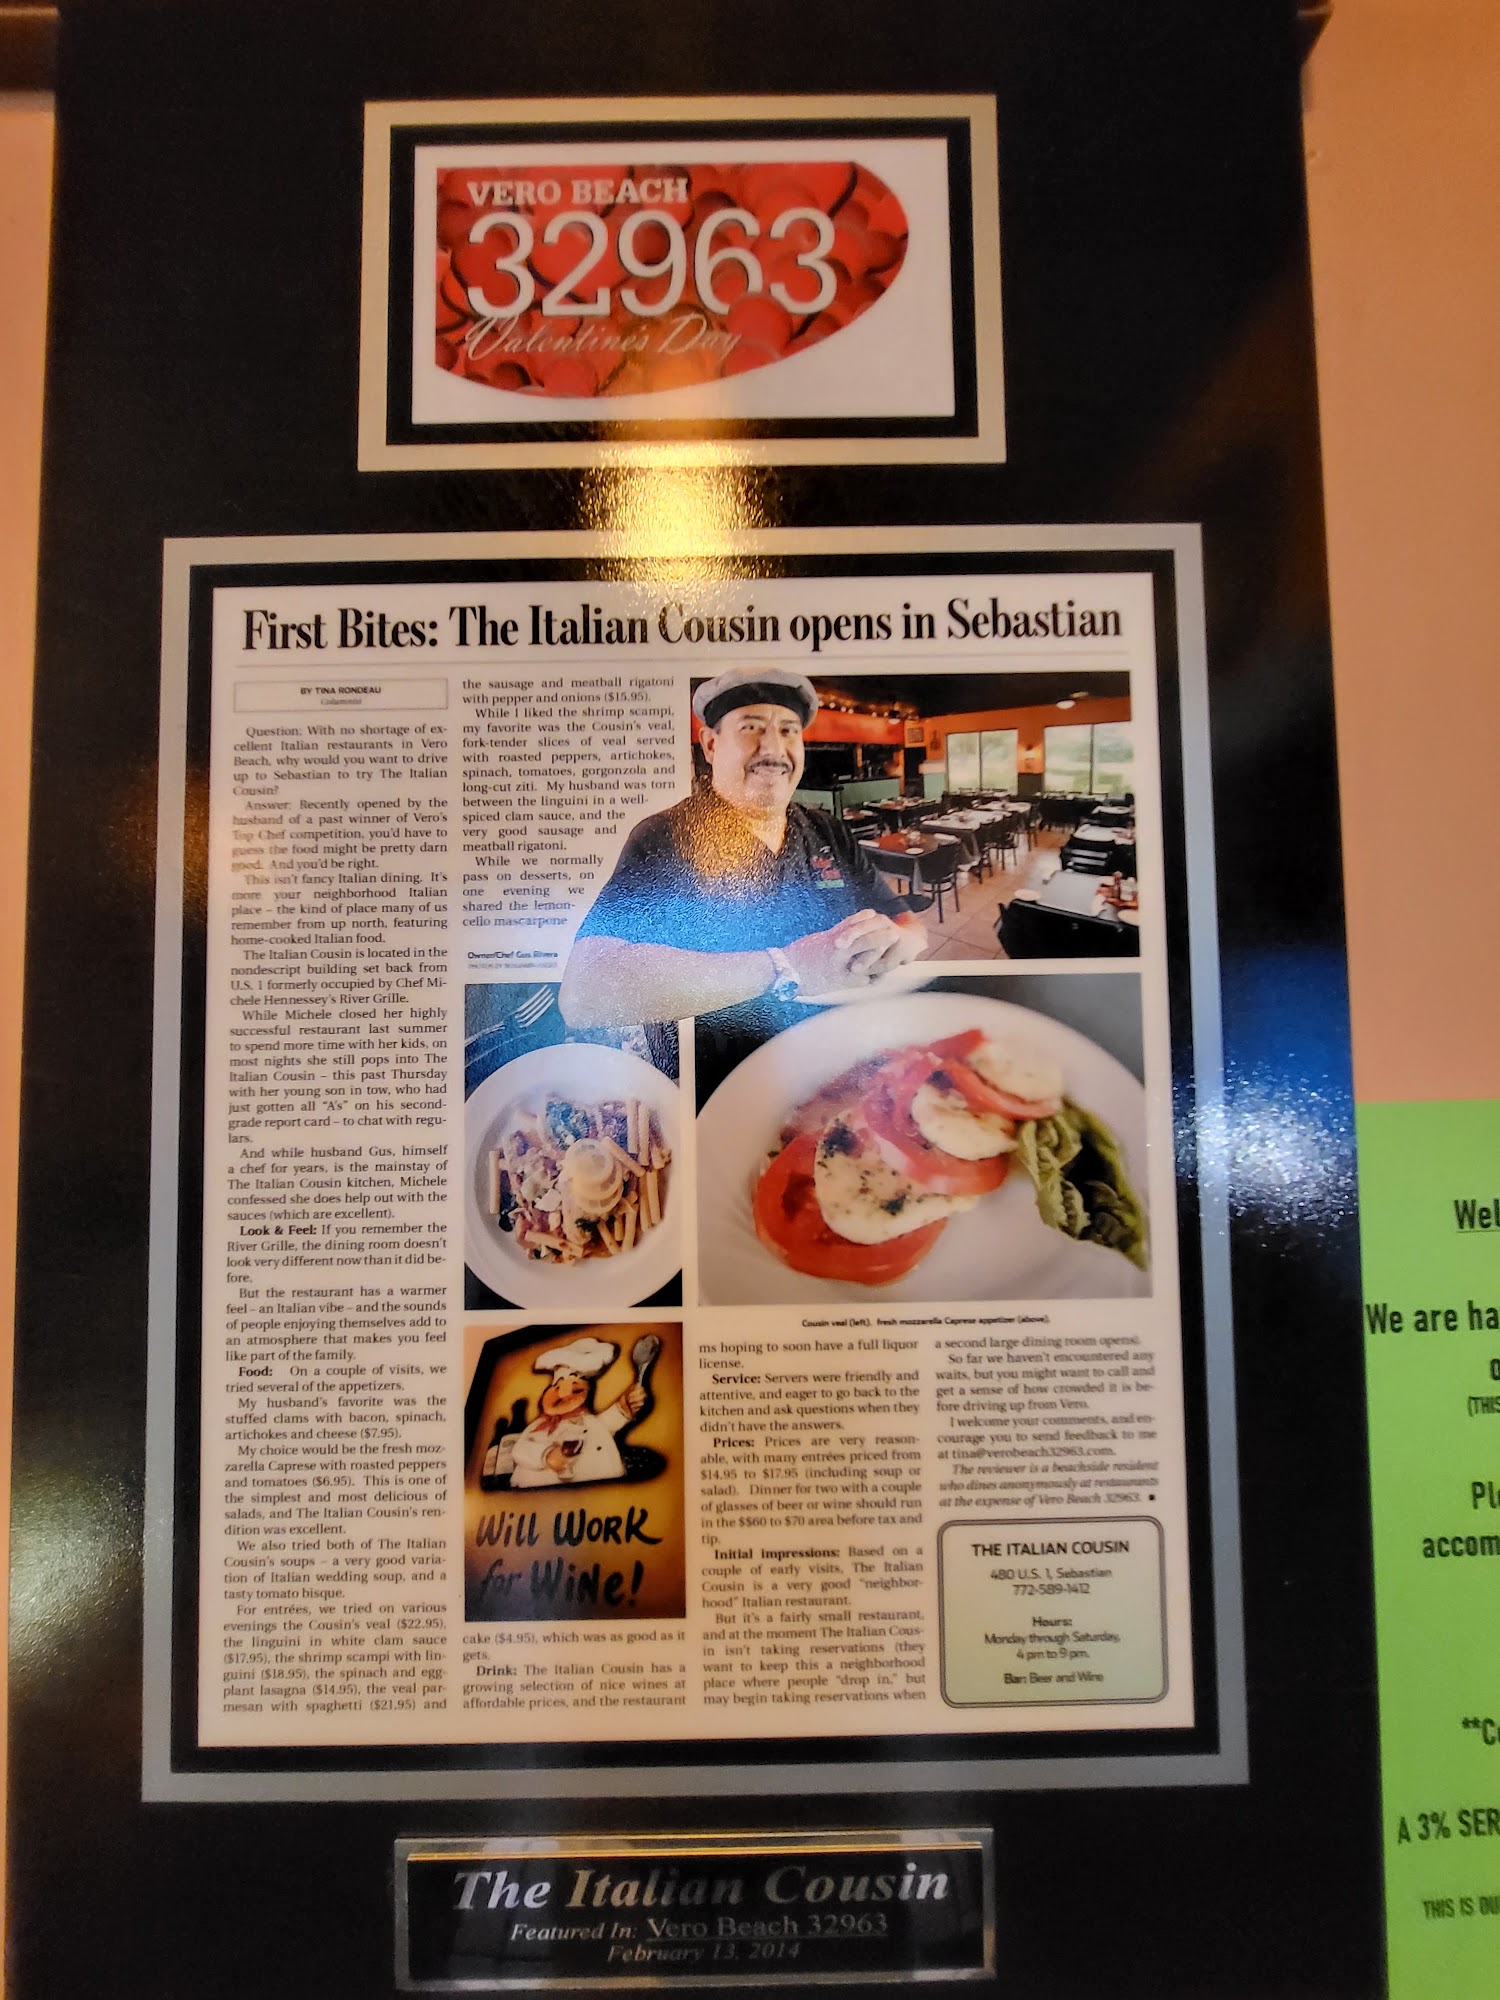 VERO BEACH
32963
Valentine's Day
First Bites: The Italian Cousin opens in Sebastian
BY TINA RONDEAU
Columnist
Question: With no shortage of ex-
cellent Italian restaurants in Vero
Beach, why would you want to drive
up to Sebastian to try The Italian
Cousin?
Answer: Recently opened by the
husband of a past winner of Vero's
Top Chef competition, you'd have to
guess the food might be pretty darn
good. And you'd be right.
This isn't fancy Italian dining. It's
more your neighborhood Italian
place – the kind of place many of us
remember from up north, featuring
home-cooked Italian food.
The Italian Cousin is located in the
nondescript building set back from
U.S. 1 formerly occupied by Chef Mi-
chele Hennessey's River Grille.
While Michele closed her highly
successful restaurant last summer
to spend more time with her kids, on
most nights she still pops into The
Italian Cousin – this past Thursday
with her young son in tow, who had
just gotten all "A's" on his second-
grade report card – to chat with regu-
lars.
And while husband Gus, himself
a chef for years, is the mainstay of
The Italian Cousin kitchen, Michele
confessed she does help out with the
sauces (which are excellent).
Look & Feel: If you remember the
River Grille, the dining room doesn't
look very different now than it did be-
fore.
But the restaurant has a warmer
feel – an Italian vibe – and the sounds
of people enjoying themselves add to
an atmosphere that makes you feel
like part of the family.
Food: On a couple of visits, we
tried several of the appetizers.
My husband's favorite was the
stuffed clams with bacon, spinach,
artichokes and cheese ($7.95).
My choice would be the fresh moz-
zarella Caprese with roasted peppers
and tomatoes ($6.95). This is one of
the simplest and most delicious of
salads, and The Italian Cousin's ren-
dition was excellent.
We also tried both of The Italian
Cousin's soups – a very good varia-
tion of Italian wedding soup, and a
tasty tomato bisque.
For entrées, we tried on various
evenings the Cousin's veal ($22.95),
the linguini in white clam sauce
($17.95), the shrimp scampi with lin-
guini ($18.95), the spinach and egg-
plant lasagna ($14.95), the veal par-
mesan with spaghetti ($21.95) and
the sausage and meatball rigatoni
with pepper and onions ($15.95).
While I liked the shrimp scampi,
my favorite was the Cousin's veal,
fork-tender slices of veal served
with roasted peppers, artichokes,
spinach, tomatoes, gorgonzola and
long-cut ziti. My husband was torn
between the linguini in a well-
spiced clam sauce, and the
very good sausage and
meatball rigatoni.
While we normally
pass on desserts, on
one evening we
shared the lemon-
cello mascarpone
Owner/Chef Gus Rivera
PHOTOS BY BENJAMIN
Cousin veal (left). fresh mozzarella Caprese appetizer (above).
Will Work
for Wine!
cake ($4.95), which was as good as it
gets.
Drink: The Italian Cousin has a
growing selection of nice wines at
affordable prices, and the restaurant
ms hoping to soon have a full liquor
license.
Service: Servers were friendly and
attentive, and eager to go back to the
kitchen and ask questions when they
didn't have the answers.
Prices: Prices are very reason-
able, with many entrées priced from
$14.95 to $17.95 (including soup or
salad). Dinner for two with a couple
of glasses of beer or wine should run
in the $$60 to $70 area before tax and
tip.
Initial impressions: Based on a
couple of early visits, The Italian
Cousin is a very good "neighbor-
hood" Italian restaurant.
But it's a fairly small restaurant,
and at the moment The Italian Cous-
in isn't taking reservations (they
want to keep this a neighborhood
place where people "drop in," but
may begin taking reservations when
a second large dining room opens).
So far we haven't encountered any
waits, but you might want to call and
get a sense of how crowded it is be-
fore driving up from Vero.
I welcome your comments, and en-
courage you to send feedback to me
at tina@verobeach32963.com.
The reviewer is a beachside resident
who dines anonymously at restaurants
at the expense of Vero Beach 32963. ■
THE ITALIAN COUSIN
480 U.S. 1, Sebastian
772-589-1412
Hours:
Monday through Saturday,
4 pm to 9 pm.
Bar: Beer and Wine
The Italian Cousin
Featured In: Vero Beach 32963
February 13, 2014
Wel
We are ha
o
(THIS
Pl
accom
**C
A 3% SER
THIS IS OU